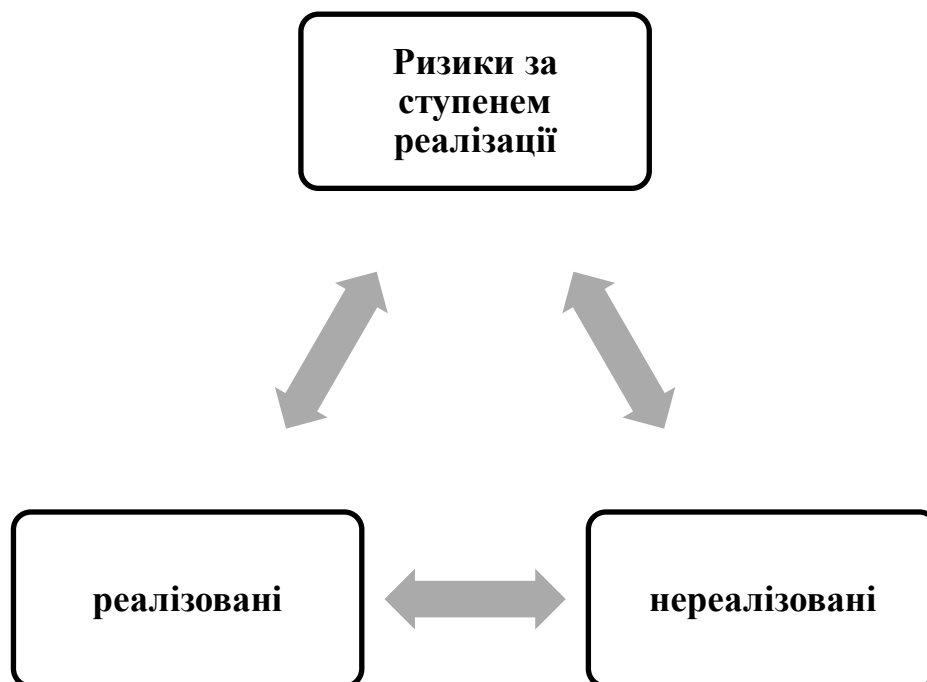 Ризики за
ступенем
реалізації
реалізовані
нереалізовані